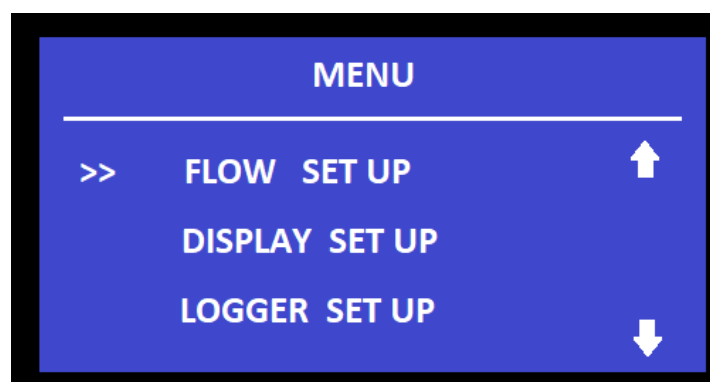 MENU
>> FLOW SET UP
DISPLAY SET UP
LOGGER SET UP